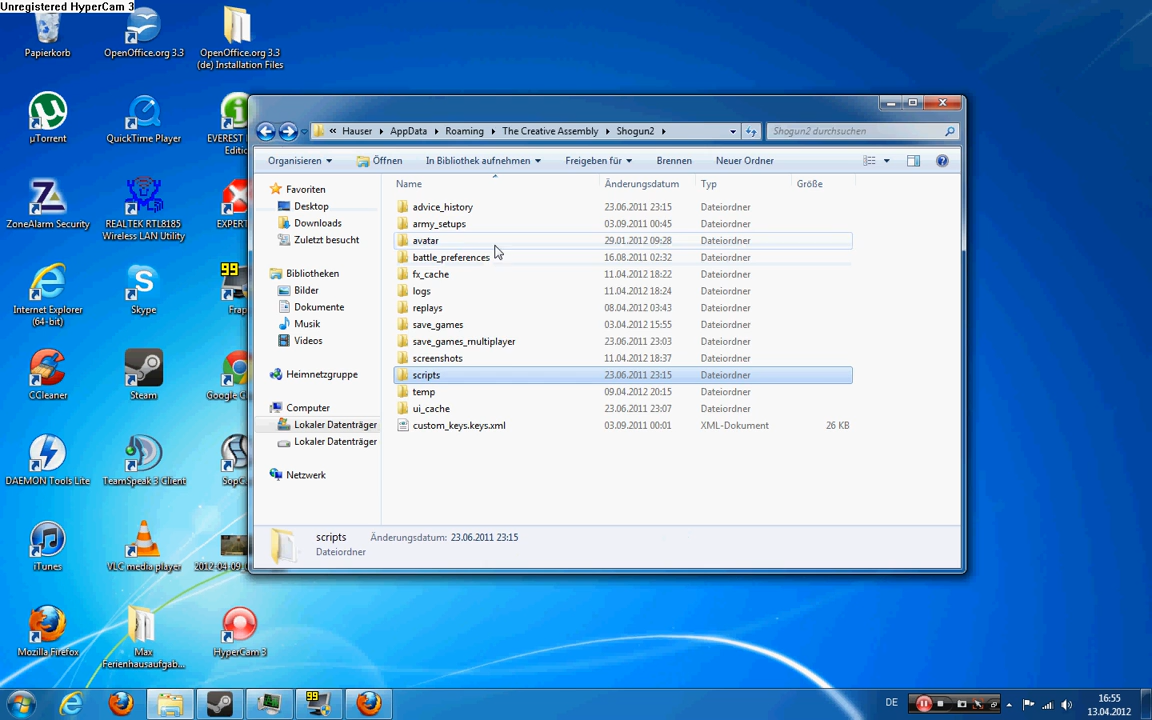 Unregistered HyperCam 3
Papierkorb
OpenOffice.org 3.3
OpenOffice.org 3.3
(de) Installation Files
µTorrent
QuickTime Player
EVEREST
ZoneAlarm Security
REALTEK RTL8185
Wireless LAN Utility
Internet Explorer
(64-bit)
Skype
99
CCleaner
Steam
DAEMON Tools Lite
TeamSpeak 3 Client
iTunes
VLC media player
Mozilla Firefox
Max
Ferienhausaufgab...
HyperCam 3
« Hauser AppData Roaming The Creative Assembly Shogun2
Shogun2 durchsuchen
Organisieren Öffnen In Bibliothek aufnehmen Freigeben für Brennen Neuer Ordner
Name Änderungsdatum Typ Größe
Favoriten
Desktop
Downloads
Zuletzt besucht
Bibliotheken
Bilder
Dokumente
Musik
Videos
Heimnetzgruppe
Computer
Lokaler Datenträger
Lokaler Datenträger
Netzwerk
advice_history 23.06.2011 23:15 Dateiordner
army_setups 03.09.2011 00:45 Dateiordner
avatar 29.01.2012 09:28 Dateiordner
battle_preferences 16.08.2011 02:32 Dateiordner
fx_cache 11.04.2012 18:22 Dateiordner
logs 11.04.2012 18:24 Dateiordner
replays 08.04.2012 03:43 Dateiordner
save_games 03.04.2012 15:55 Dateiordner
save_games_multiplayer 23.06.2011 23:03 Dateiordner
screenshots 11.04.2012 18:37 Dateiordner
scripts 23.06.2011 23:15 Dateiordner
temp 09.04.2012 20:15 Dateiordner
ui_cache 23.06.2011 23:07 Dateiordner
custom_keys.keys.xml 03.09.2011 00:01 XML-Dokument 26 KB
scripts Änderungsdatum: 23.06.2011 23:15
Dateiordner
99
DE
16:55
13.04.2012